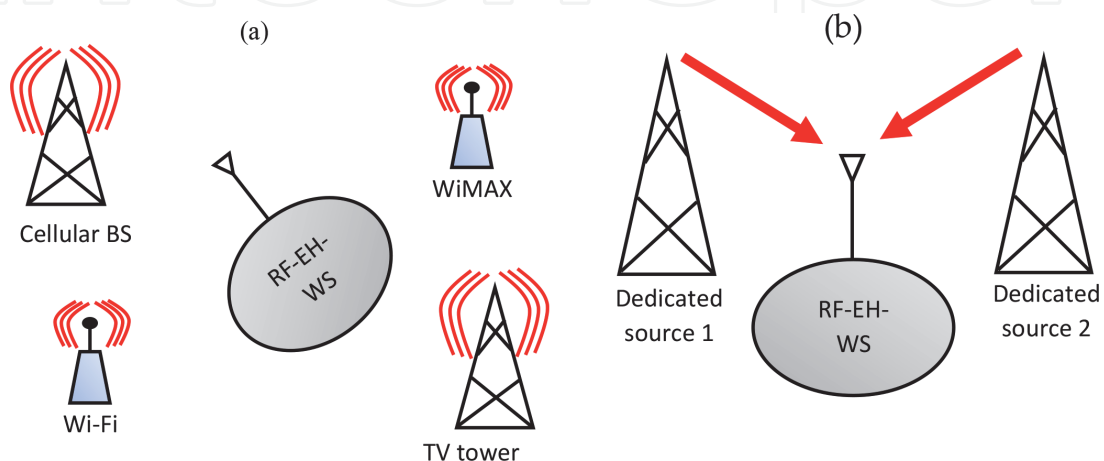 (a)
(b)
Cellular BS
WiMAX
RF-EH-
WS
Wi-Fi
TV tower
Dedicated
source 1
RF-EH-
WS
Dedicated
source 2